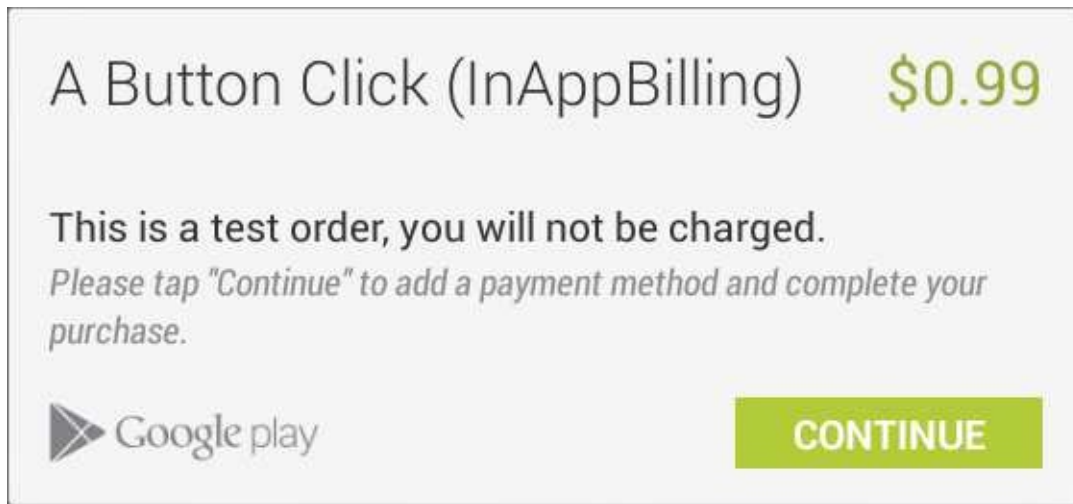 A Button Click (InAppBilling) $0.99
This is a test order, you will not be charged.
Please tap "Continue" to add a payment method and complete your
purchase.
Google play
CONTINUE